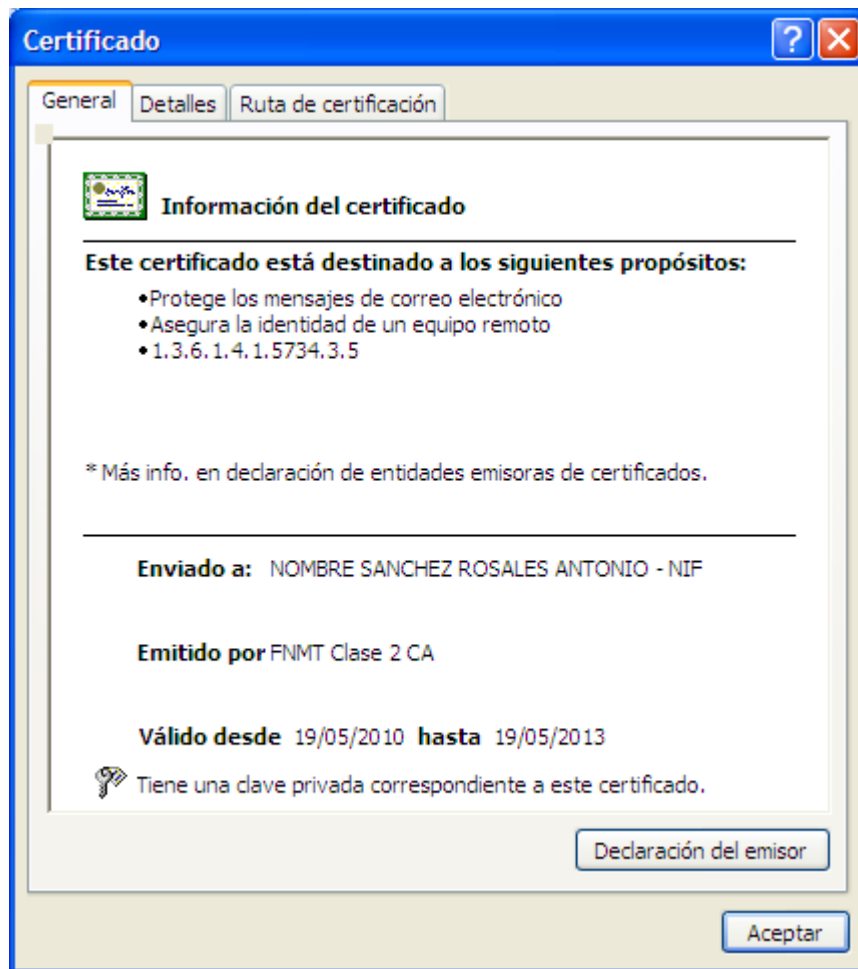 Certificado
General Detalles Ruta de certificación
Información del certificado
Este certificado está destinado a los siguientes propósitos:
•Protege los mensajes de correo electrónico
•Asegura la identidad de un equipo remoto
•1.3.6.1.4.1.5734.3.5
* Más info. en declaración de entidades emisoras de certificados.
Enviado a: NOMBRE SANCHEZ ROSALES ANTONIO - NIF
Emitido por FNMT Clase 2 CA
Válido desde 19/05/2010 hasta 19/05/2013
Tiene una clave privada correspondiente a este certificado.
Declaración del emisor
Aceptar